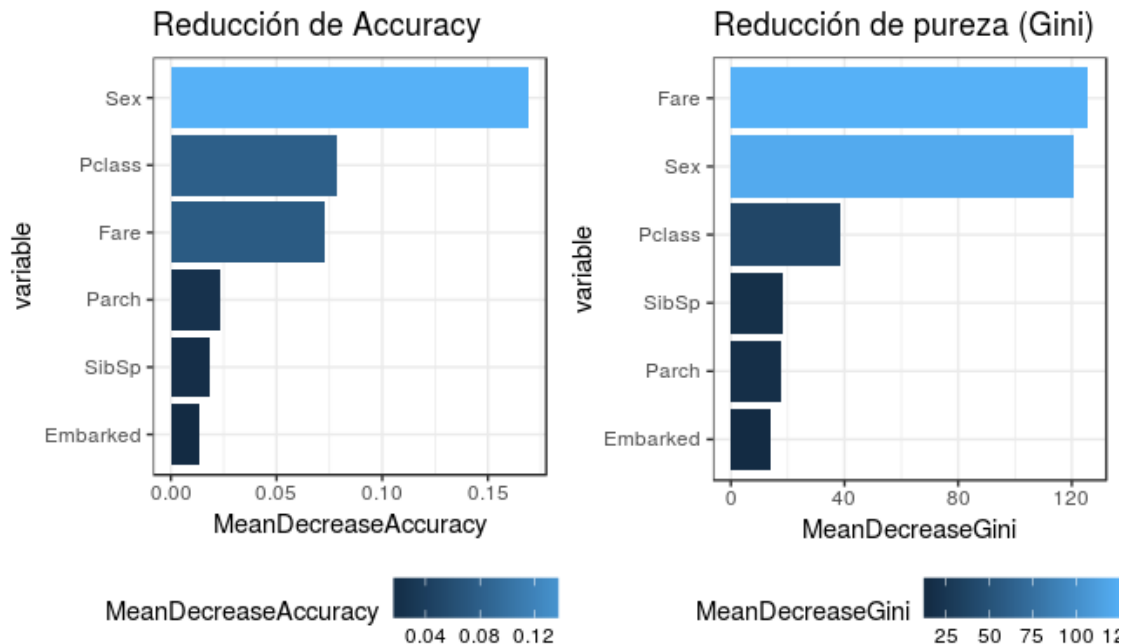 Reducción de Accuracy
variable
Sex
Pclass
Fare
Parch
SibSp
Embarked
0.00 0.05 0.10 0.15
MeanDecreaseAccuracy
MeanDecreaseAccuracy
0.04 0.08 0.12
Reducción de pureza (Gini)
variable
Fare
Sex
Pclass
SibSp
Parch
Embarked
0 40 80 120
MeanDecreaseGini
MeanDecreaseGini
25 50 75 100 12